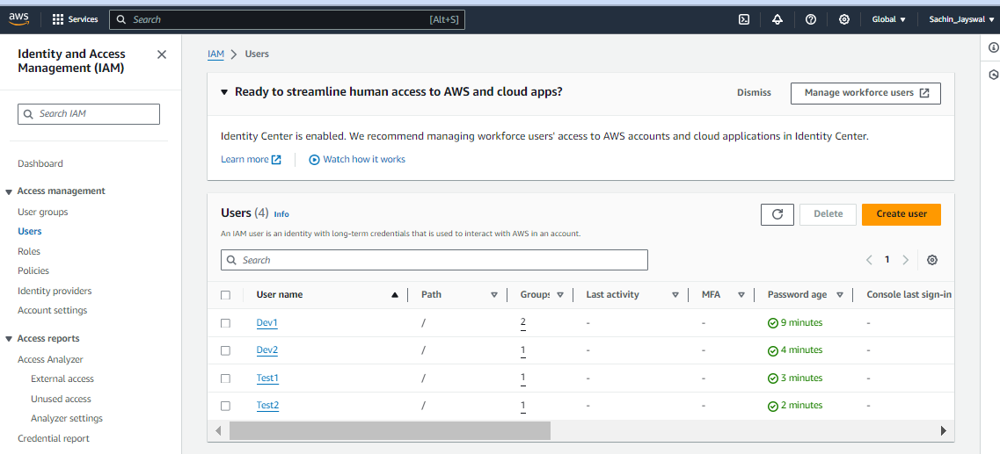 aws Services Search [Alt+S] Global Sachin_Jayswal
Identity and Access
Management (IAM)
Search IAM
Dashboard
Access management
User groups
Users
Roles
Policies
Identity providers
Account settings
Access reports
Access Analyzer
External access
Unused access
Analyzer settings
Credential report
IAM > Users
Ready to streamline human access to AWS and cloud apps? Dismiss Manage workforce users
Identity Center is enabled. We recommend managing workforce users' access to AWS accounts and cloud applications in Identity Center.
Learn more Watch how it works
Users (4) Info Delete Create user
An IAM user is an identity with long-term credentials that is used to interact with AWS in an account.
Search 1
User name Path Groups Last activity MFA Password age Console last sign-in
Dev1 / 2 - - 9 minutes -
Dev2 / 1 - - 4 minutes -
Test1 / 1 - - 3 minutes -
Test2 / 1 - - 2 minutes -